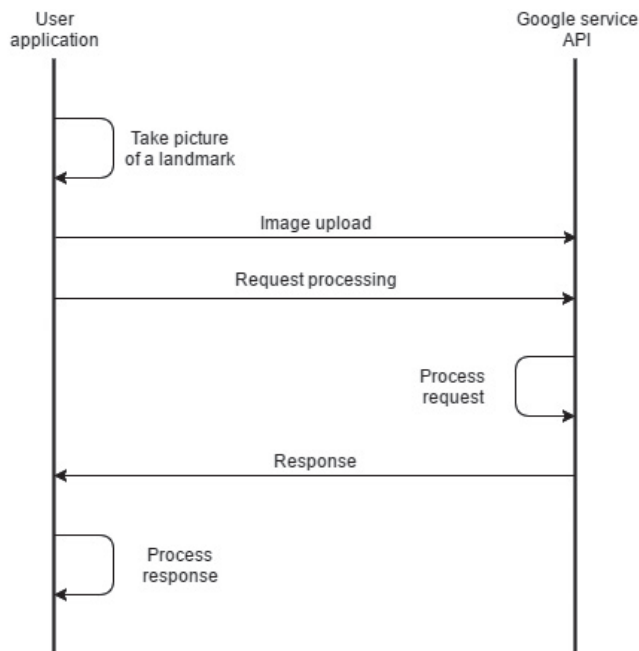 User
application
Google service
API
Take picture
of a landmark
Image upload
Request processing
Process
request
Response
Process
response